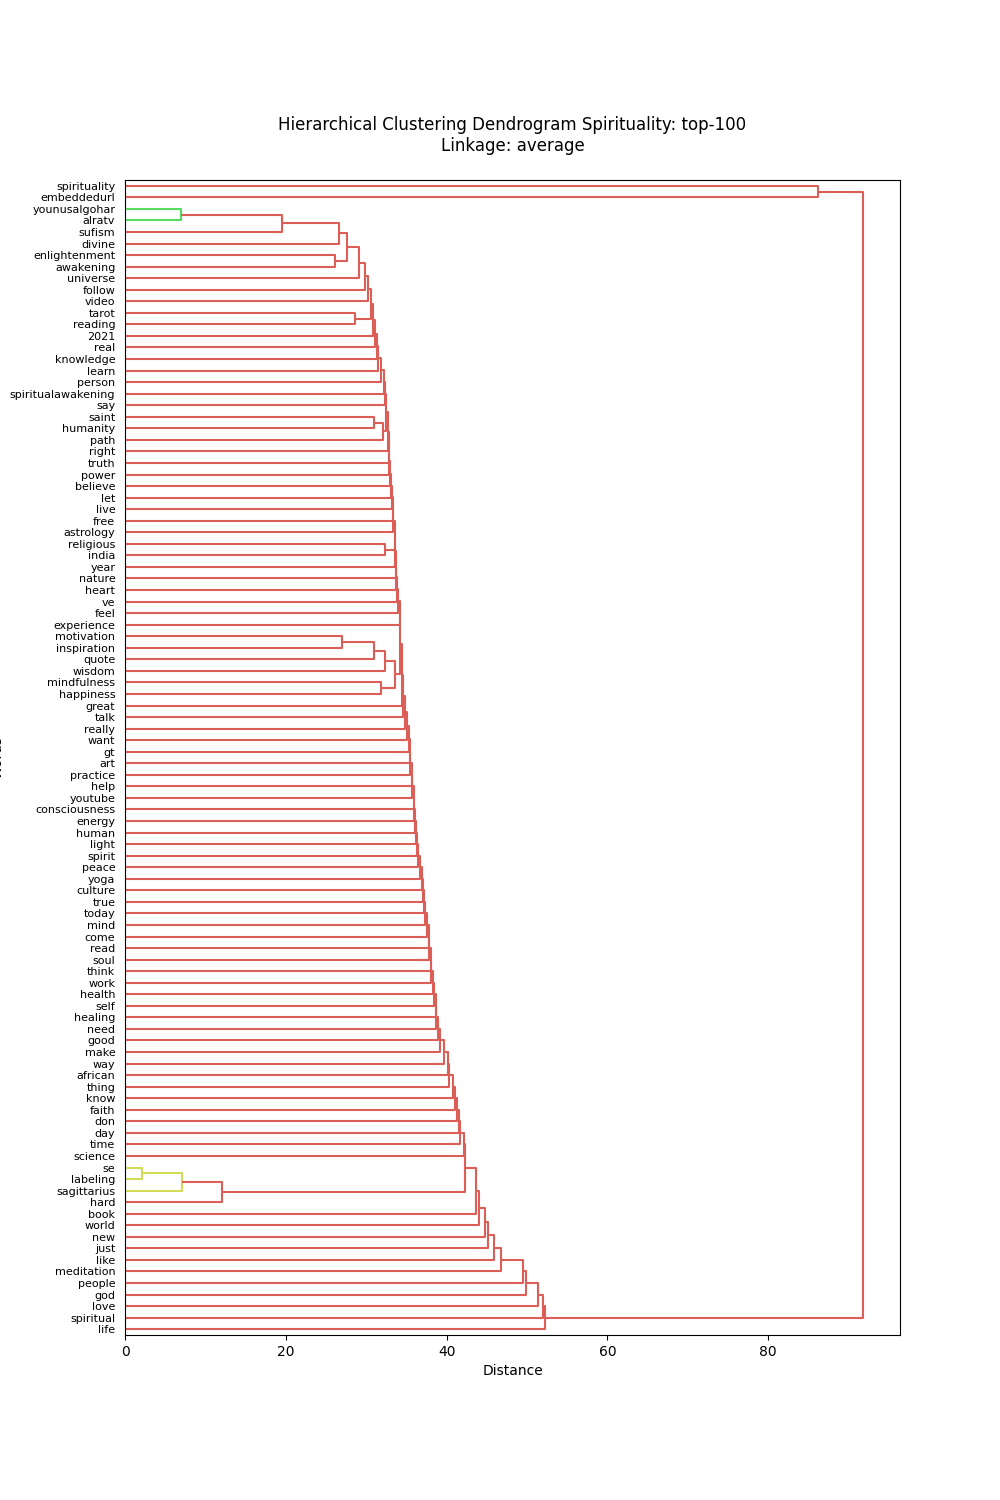 Hierarchical Clustering Dendrogram Spirituality: top-100
Linkage: average
spirituality
embeddedurl
younusalgohar
alratv
sufism
divine
enlightenment
awakening
universe
follow
video
tarot
reading
2021
real
knowledge
learn
person
spiritualawakening
say
saint
humanity
path
right
truth
power
believe
let
live
free
astrology
religious
india
year
nature
heart
ve
feel
experience
motivation
inspiration
quote
wisdom
mindfulness
happiness
great
talk
really
want
gt
art
practice
help
youtube
consciousness
energy
human
light
spirit
peace
yoga
culture
true
today
mind
come
read
soul
think
work
health
self
healing
need
good
make
way
african
thing
know
faith
don
day
time
science
se
labeling
sagittarius
hard
book
world
new
just
like
meditation
people
god
love
spiritual
life
0 20 40 60 80
Distance